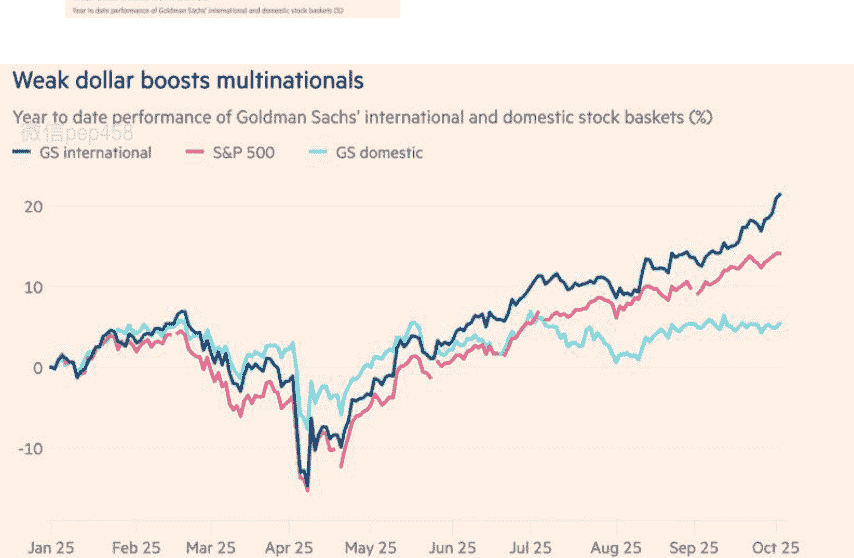 Year to date performance of Goldman Sachs' international and domestic stock baskets (%)
Weak dollar boosts multinationals
Year to date performance of Goldman Sachs' international and domestic stock baskets (%)
微信pep458
GS international S&P 500 GS domestic
20
10
0
-10
Jan 25 Feb 25 Mar 25 Apr 25 May 25 Jun 25 Jul 25 Aug 25 Sep 25 Oct 25